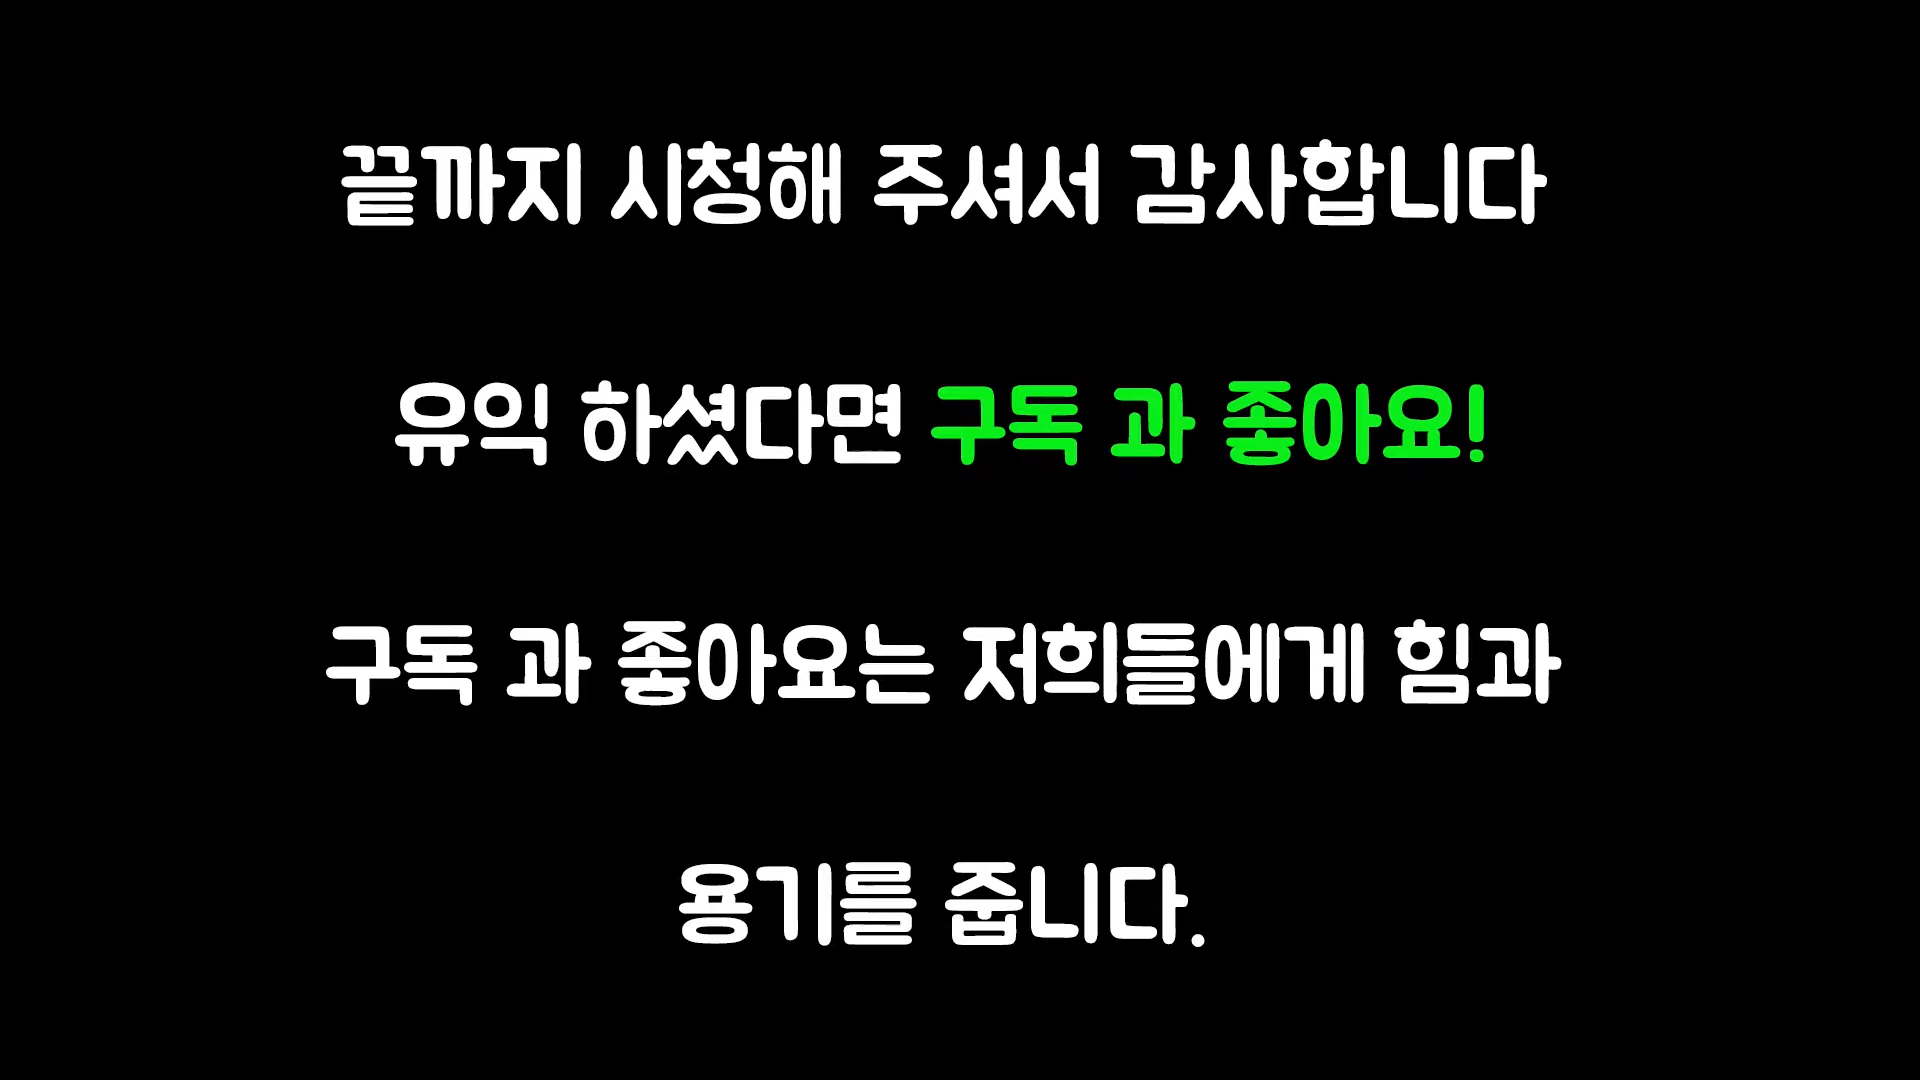 끝까지 시청해 주셔서 감사합니다
유익 하셨다면 구독 과 좋아요!
구독 과 좋아요는 저희들에게 힘과
용기를 줍니다.